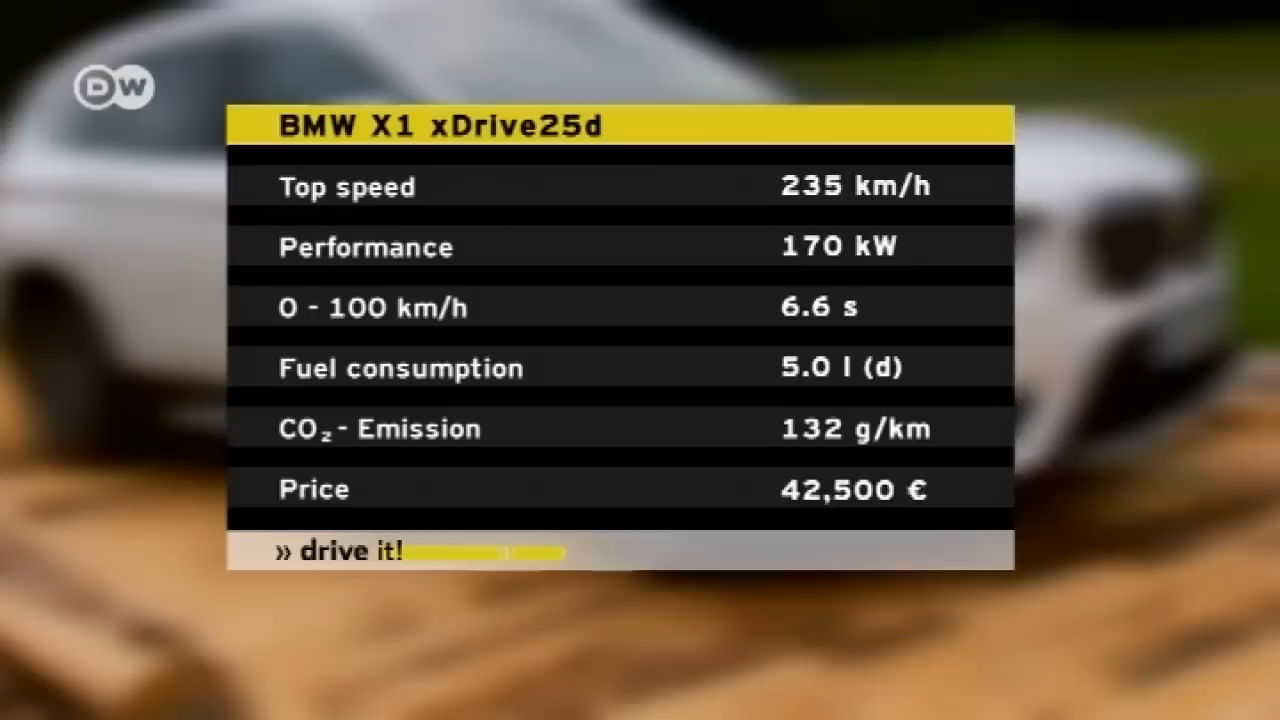 DW
BMW X1 xDrive25d
Top speed 235 km/h
Performance 170 kW
0 - 100 km/h 6.6 s
Fuel consumption 5.0 l (d)
CO₂- Emission 132 g/km
Price 42,500 €
» drive it!